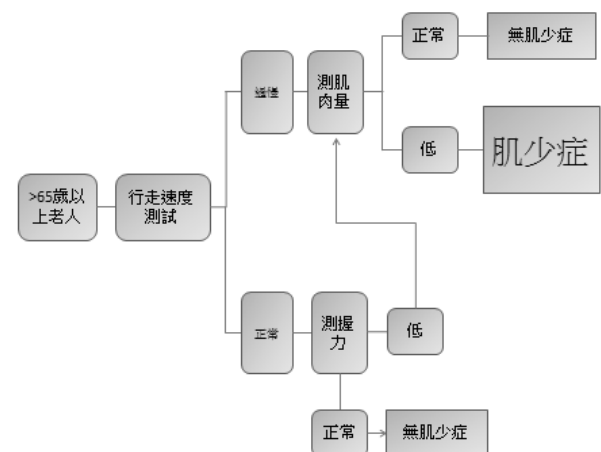 >65歲以
上老人
行走速度
測試
緩慢
測肌
肉量
正常
無肌少症
低
肌少症
正常
測握
力
低
正常
無肌少症